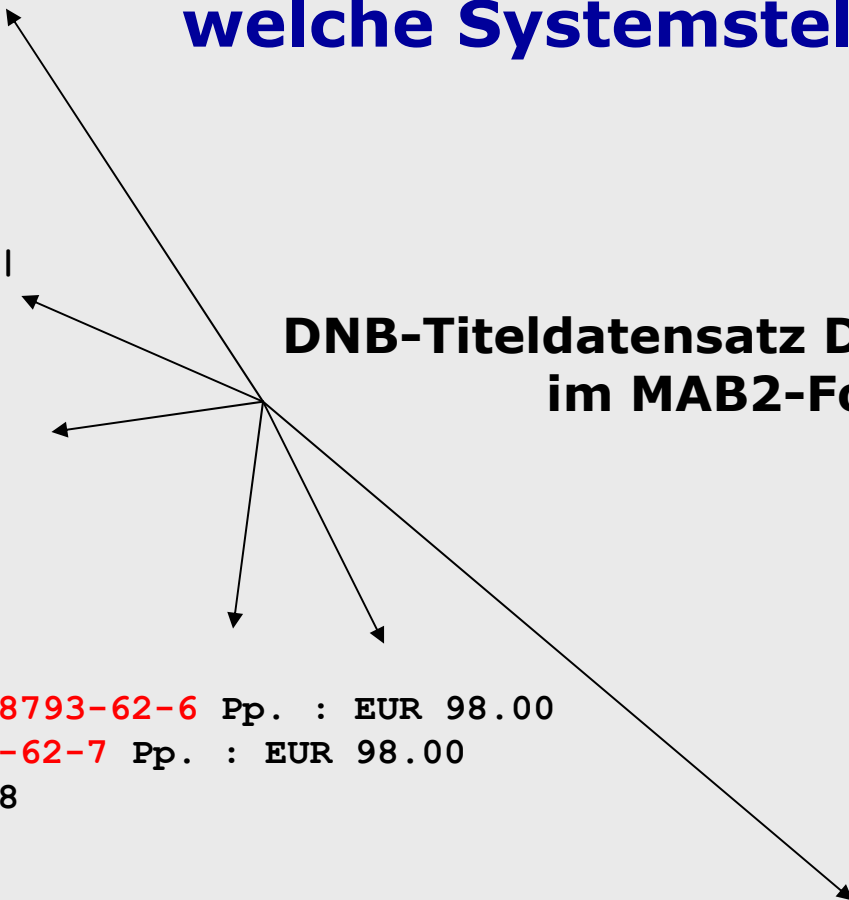 welche Systemstel
DNB-Titeldatensatz D
im MAB2-Fo
8793-62-6 Pp. : EUR 98.00
-62-7 Pp. : EUR 98.00
8